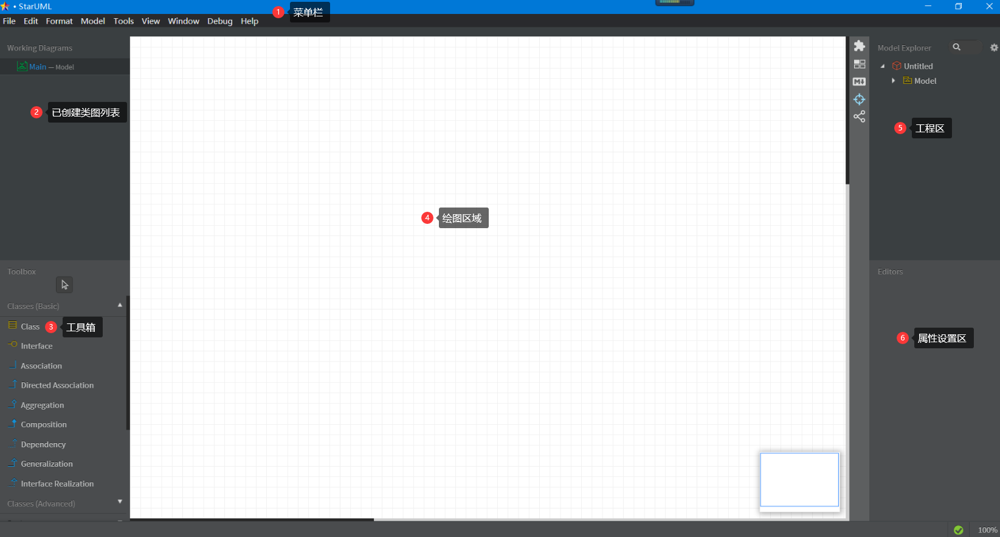 • StarUML
1 菜单栏
File Edit Format Model Tools View Window Debug Help
Working Diagrams
Main — Model
2 已创建类图列表
Toolbox
Classes (Basic)
Class
3 工具箱
Interface
Association
Directed Association
Aggregation
Composition
Dependency
Generalization
Interface Realization
Classes (Advanced)
4 绘图区域
M
Model Explorer
Untitled
Model
5 工程区
Editors
6 属性设置区
100%